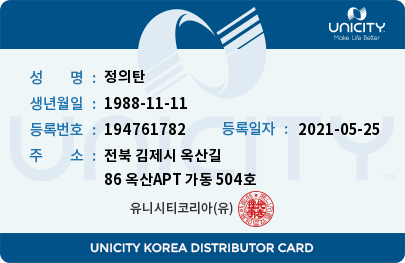 UNICITY
Make Life Better
성 명 : 정의탄
생년월일 : 1988-11-11
등록번호 : 194761782 등록일자 : 2021-05-25
주 소 : 전북 김제시 옥산길
86 옥산APT 가동 504호
유니시티코리아(유)
UNICITY
UNICITY KOREA DISTRIBUTOR CARD